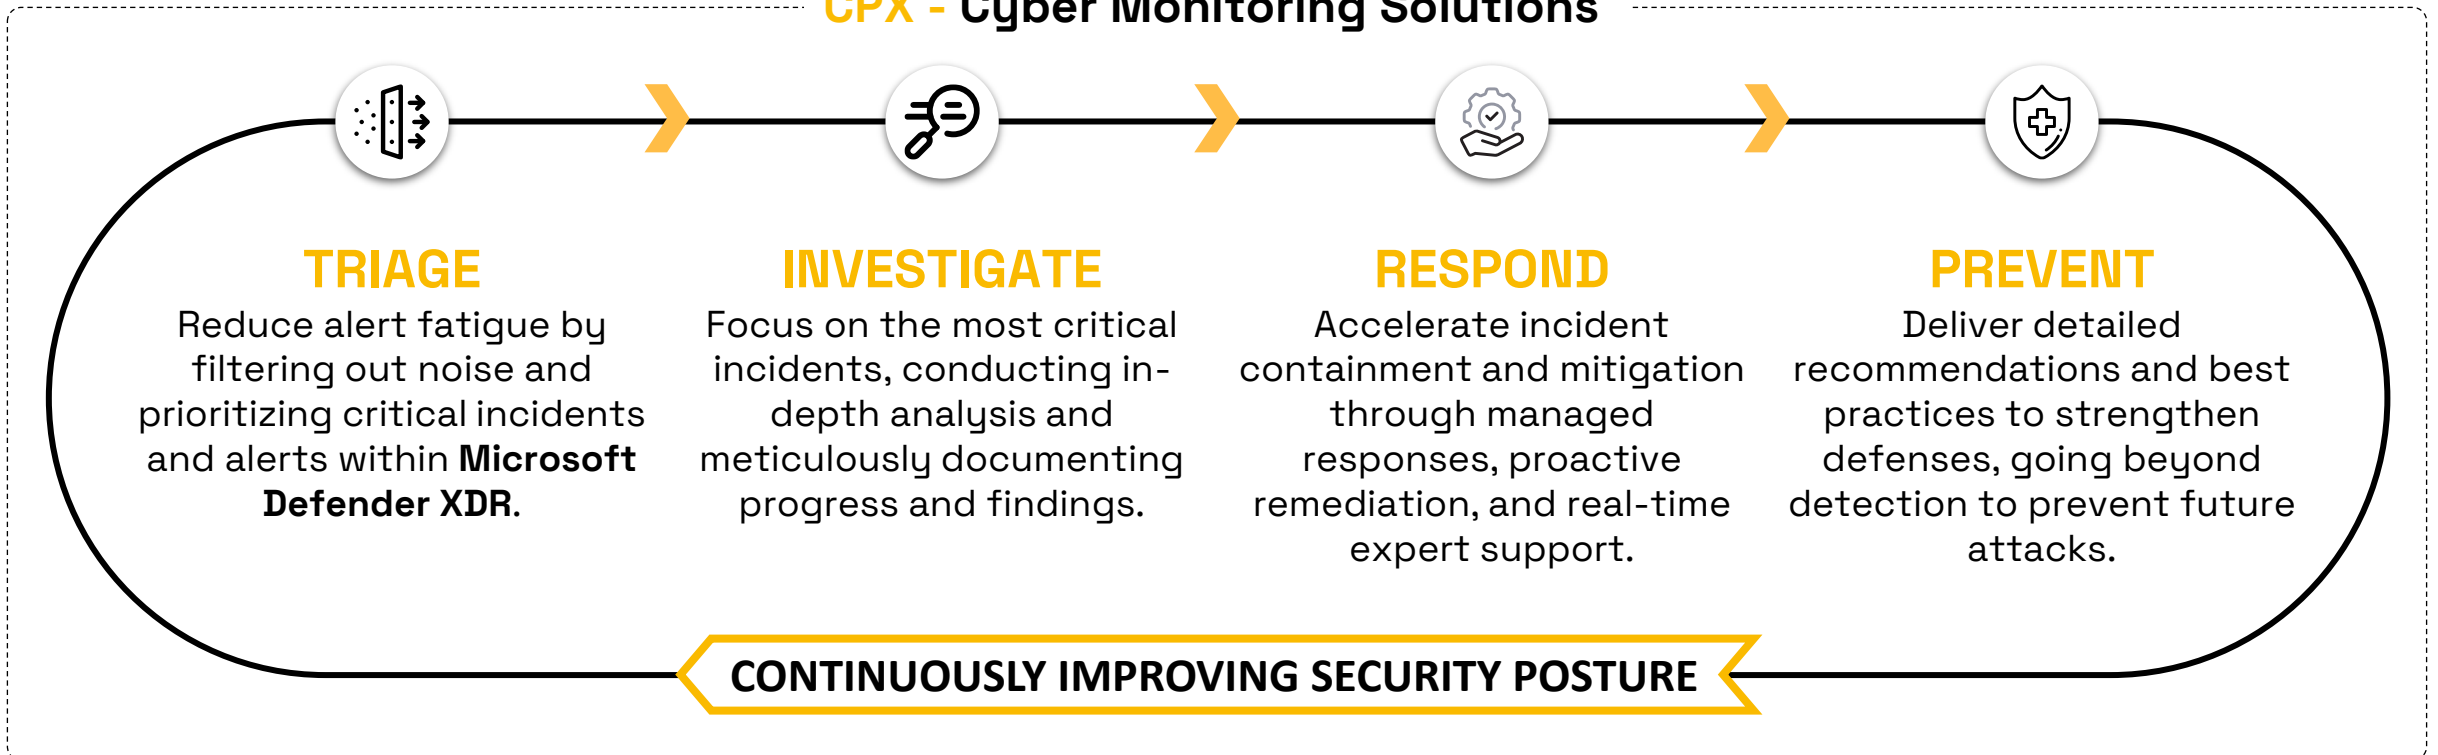 CPX - Cyber Monitoring Solutions
TRIAGE
Reduce alert fatigue by
filtering out noise and
prioritizing critical incidents
and alerts within Microsoft
Defender XDR.
INVESTIGATE
Focus on the most critical
incidents, conducting in-
depth analysis and
meticulously documenting
progress and findings.
RESPOND
Accelerate incident
containment and mitigation
through managed
responses, proactive
remediation, and real-time
expert support.
PREVENT
Deliver detailed
recommendations and best
practices to strengthen
defenses, going beyond
detection to prevent future
attacks.
CONTINUOUSLY IMPROVING SECURITY POSTURE